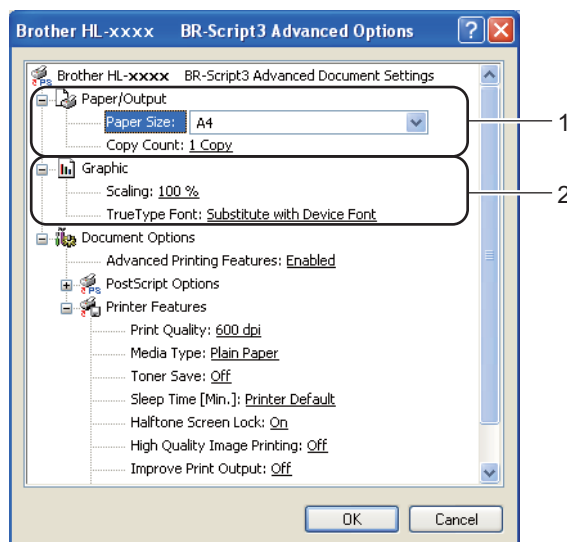 Brother HL-xxxx BR-Script3 Advanced Options
Brother HL-xxxx BR-Script3 Advanced Document Settings
Paper/Output
Paper Size: A4
1
Copy Count: 1 Copy
Graphic
Scaling: 100 %
2
TrueType Font: Substitute with Device Font
Document Options
Advanced Printing Features: Enabled
PostScript Options
Printer Features
Print Quality: 600 dpi
Media Type: Plain Paper
Toner Save: Off
Sleep Time [Min.]: Printer Default
Halftone Screen Lock: On
High Quality Image Printing: Off
Improve Print Output: Off
OK Cancel